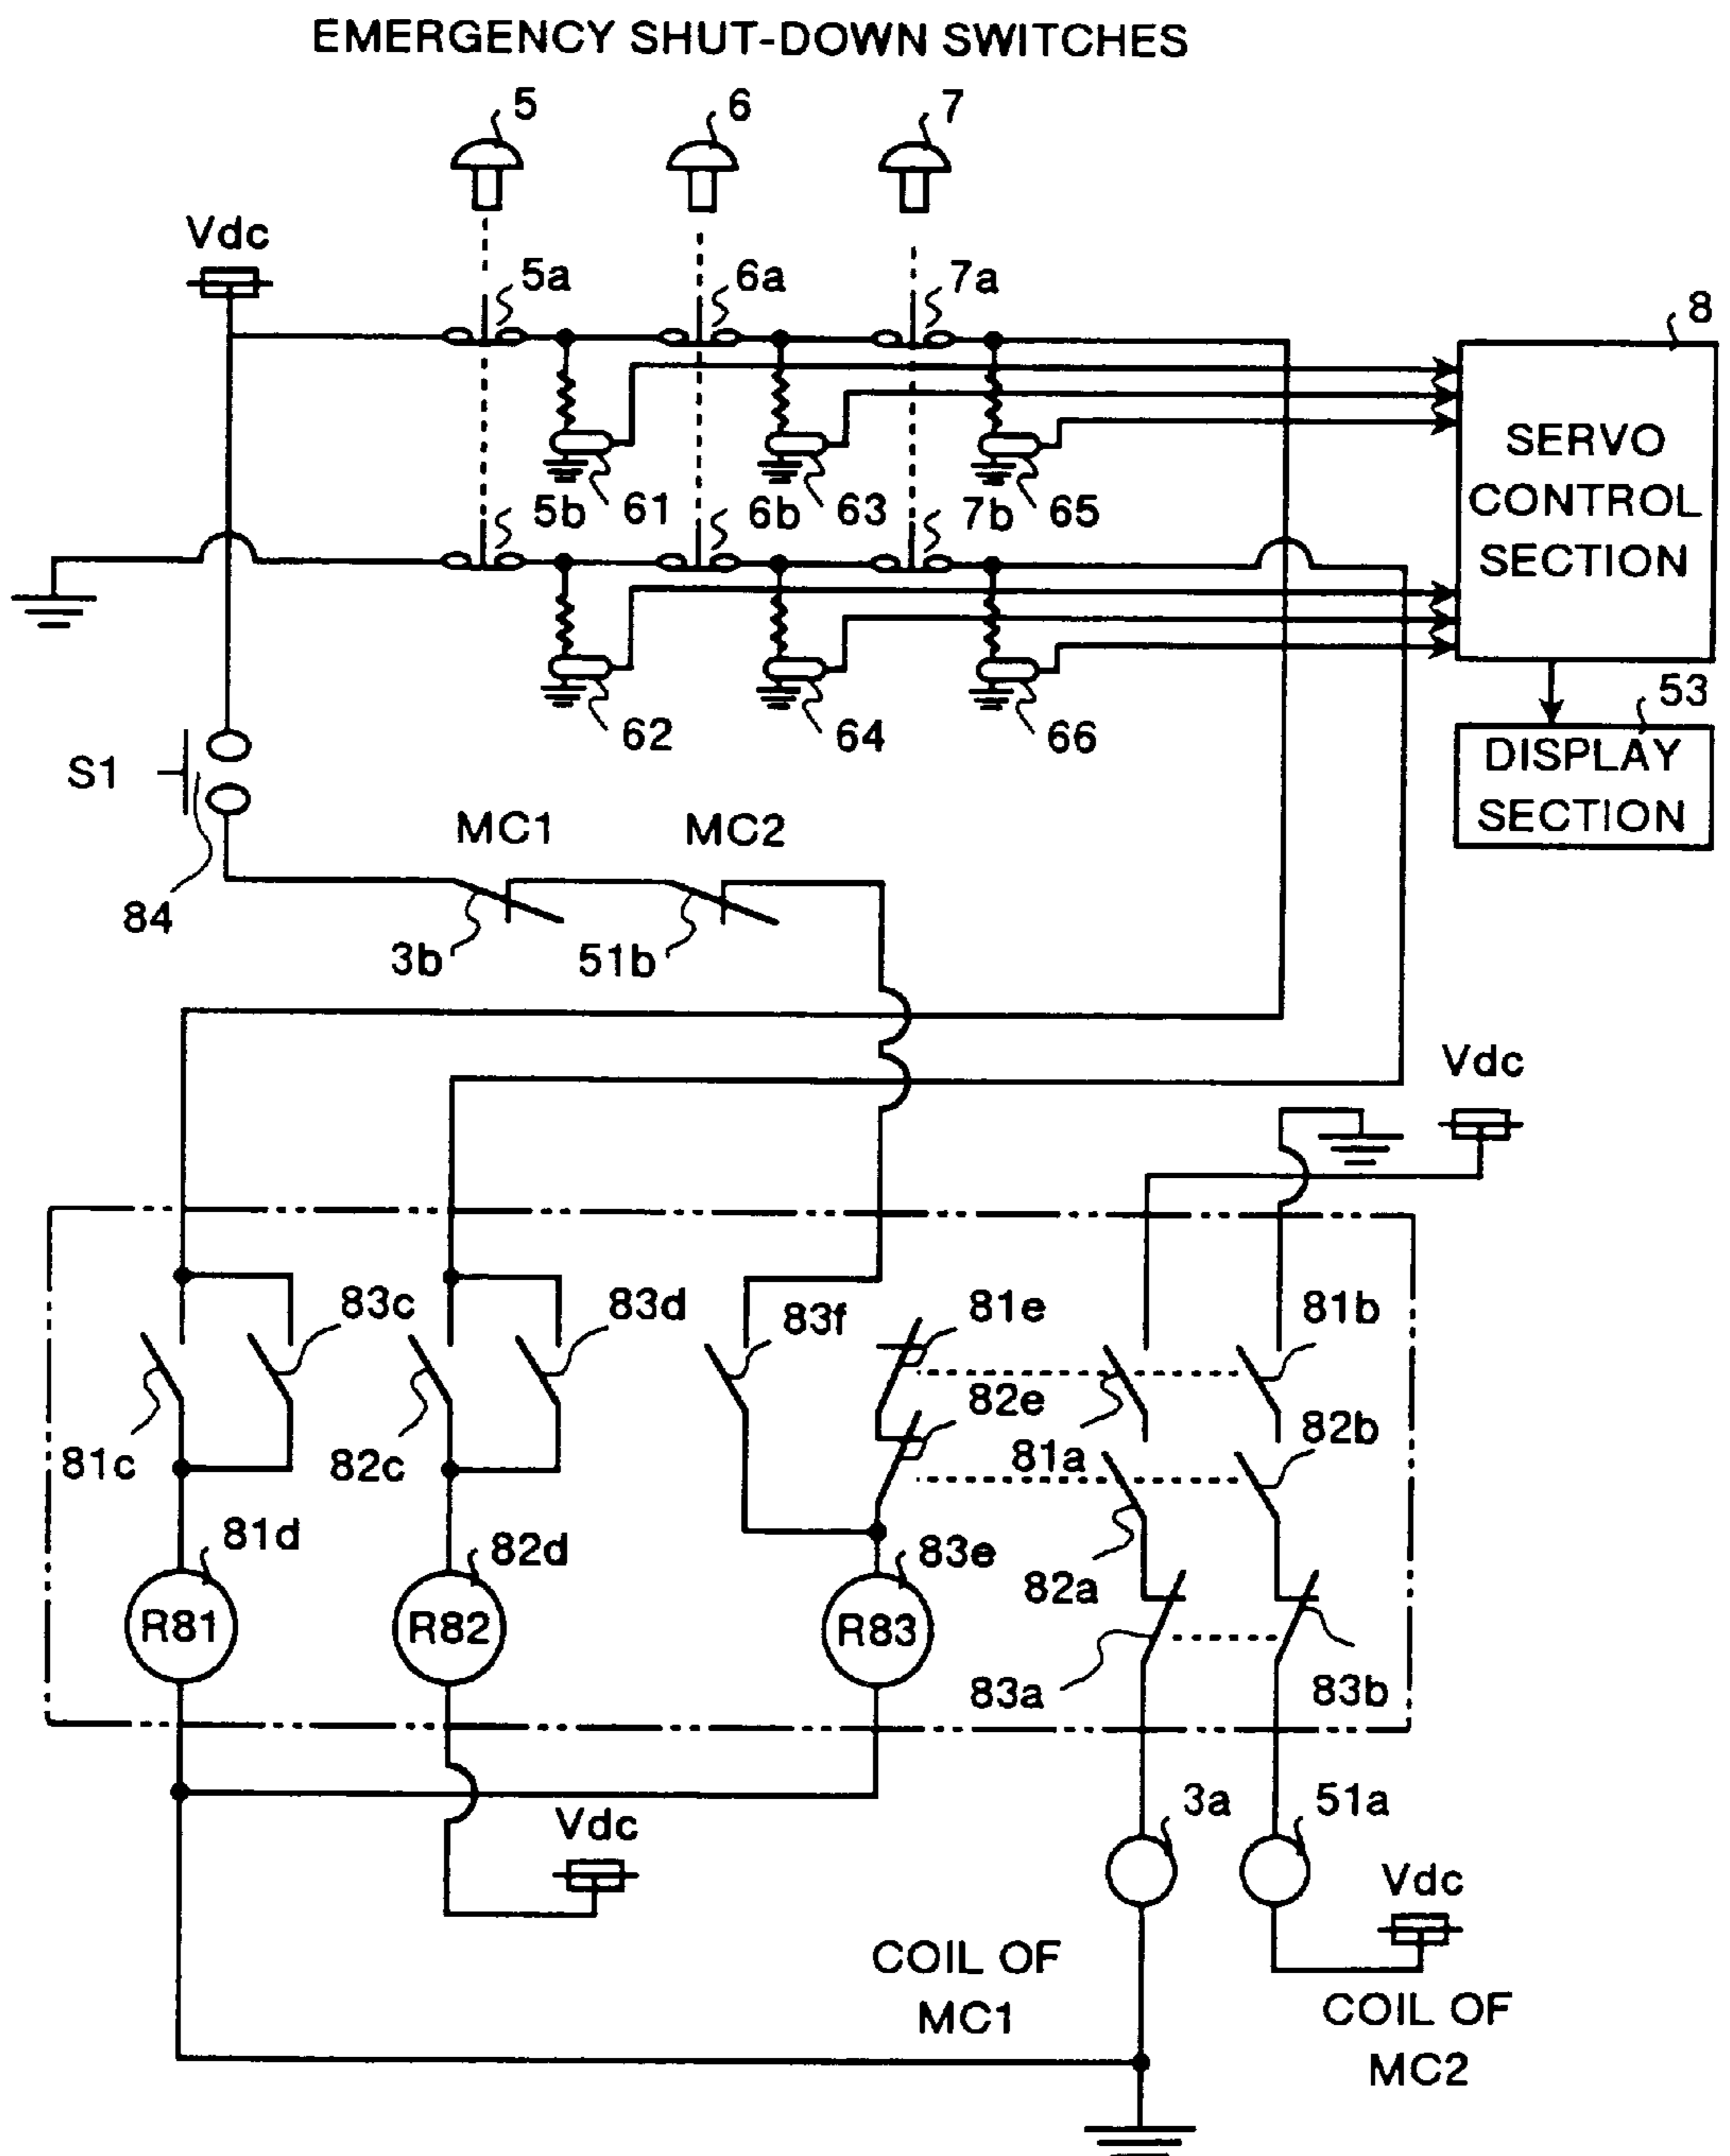 EMERGENCY SHUT-DOWN SWITCHES
5 6 7
Vdc
5a 6a 7a
8
SERVO
CONTROL
SECTION
5b 61 6b 63 7b 65
62 64 66
53
DISPLAY
SECTION
S1
84
MC1 MC2
3b 51b
Vdc
83c 83d 83f 81e 81b
81c 82c 82e 81a 82b
81d 82d 83e 82a
R81 R82 R83
83a 83b
3a 51a
Vdc
Vdc
COIL OF
MC1
COIL OF
MC2